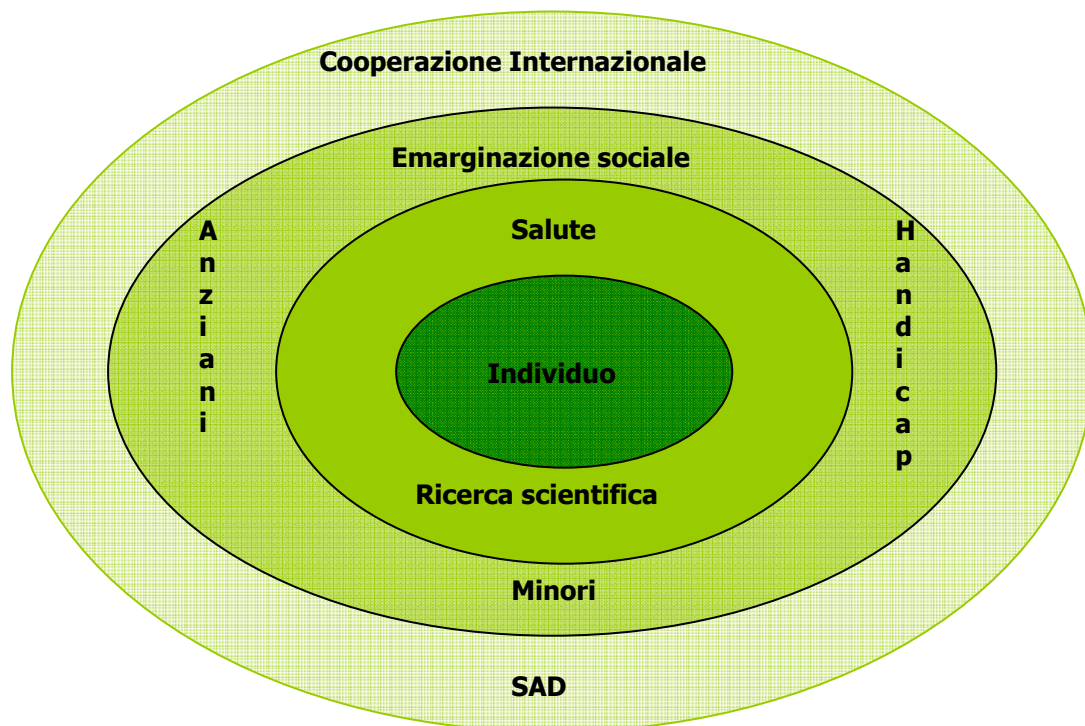 Cooperazione Internazionale
Emarginazione sociale
Anziani
Salute
Handicap
Individuo
Ricerca scientifica
Minori
SAD